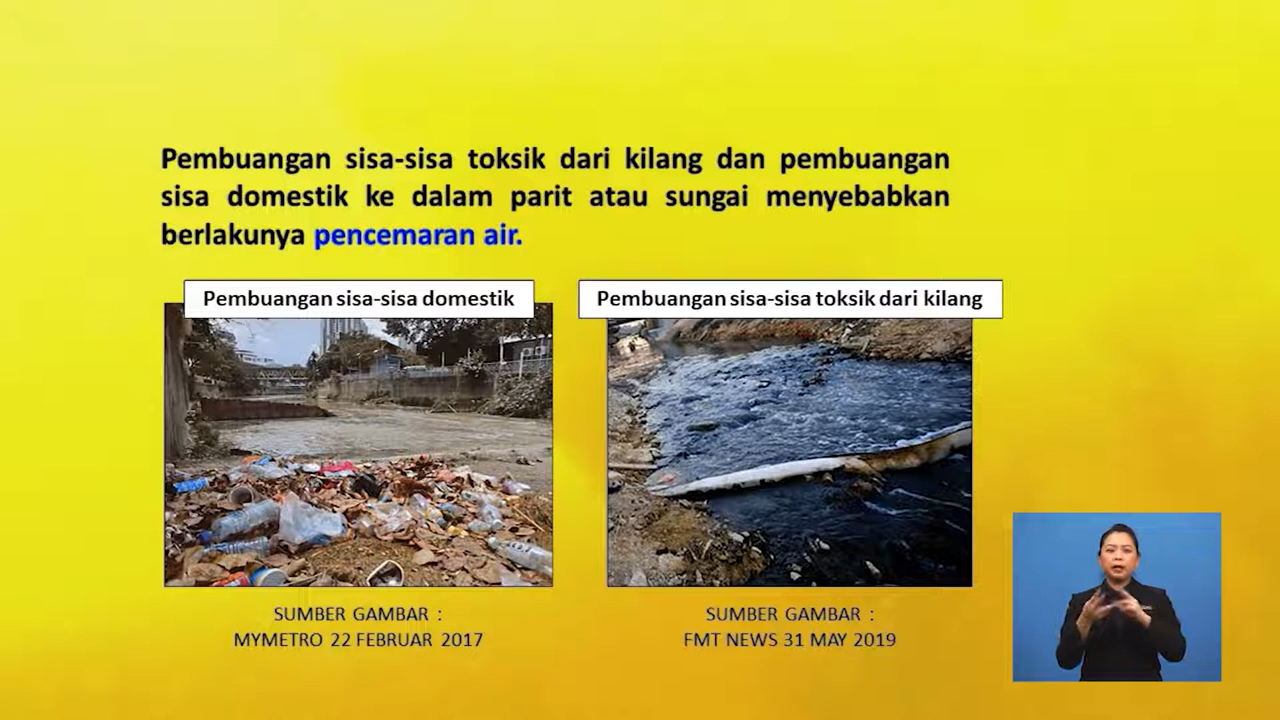 Pembuangan sisa-sisa toksik dari kilang dan pembuangan
sisa domestik ke dalam parit atau sungai menyebabkan
berlakunya pencemaran air.
Pembuangan sisa-sisa domestik
Pembuangan sisa-sisa toksik dari kilang
SUMBER GAMBAR :
MYMETRO 22 FEBRUAR 2017
SUMBER GAMBAR :
FMT NEWS 31 MAY 2019